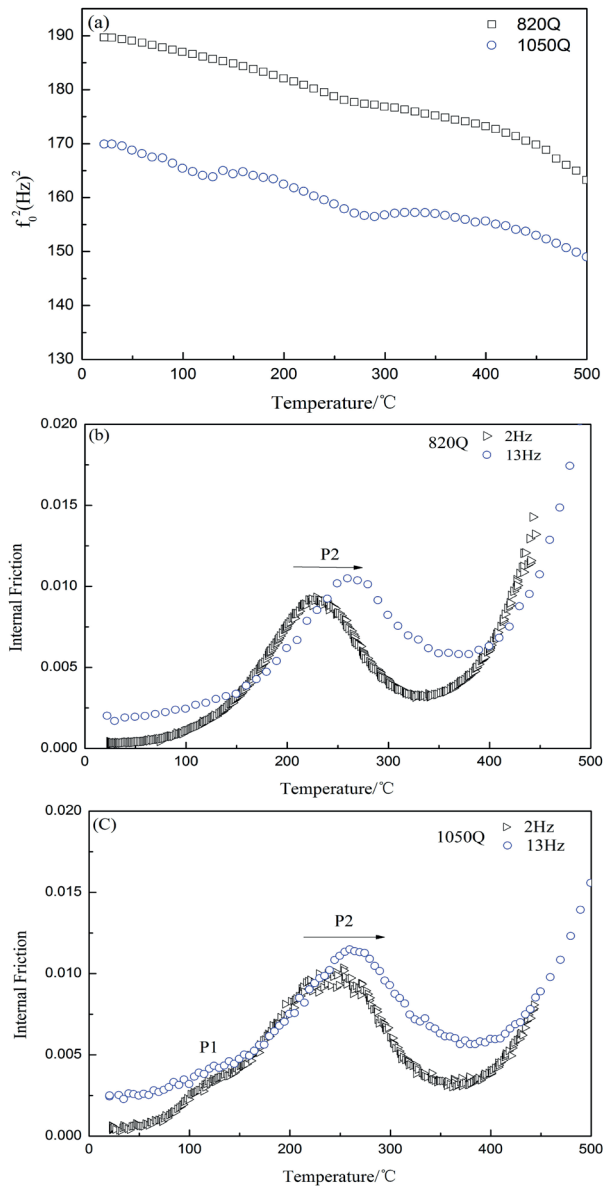 (a)
820Q
1050Q
190
180
170
160
150
140
130
f₀²(Hz)²
0 100 200 300 400 500
Temperature/℃
(b)
820Q
2Hz
13Hz
P2
0.020
0.015
0.010
0.005
0.000
Internal Friction
0 100 200 300 400 500
Temperature/℃
(C)
1050Q
2Hz
13Hz
P2
P1
0.020
0.015
0.010
0.005
0.000
Internal Friction
0 100 200 300 400 500
Temperature/℃